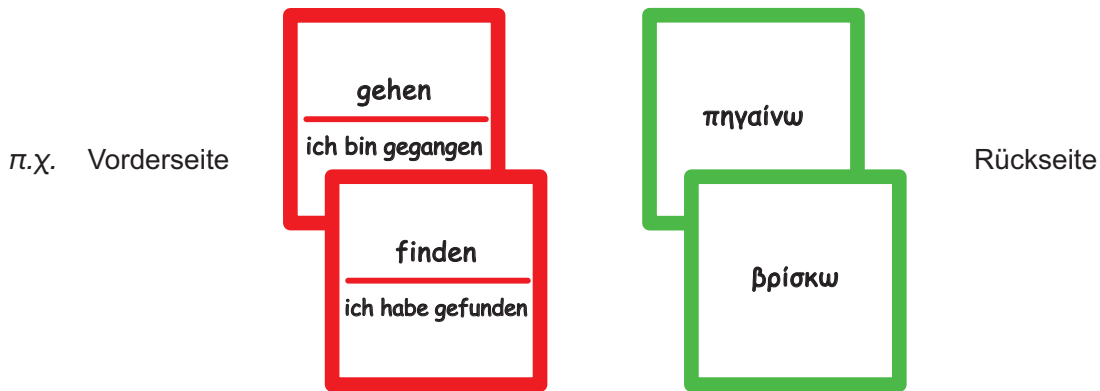 π.χ. Vorderseite
gehen
ich bin gegangen
finden
ich habe gefunden
πηγαίνω
βρίσκω
Rückseite